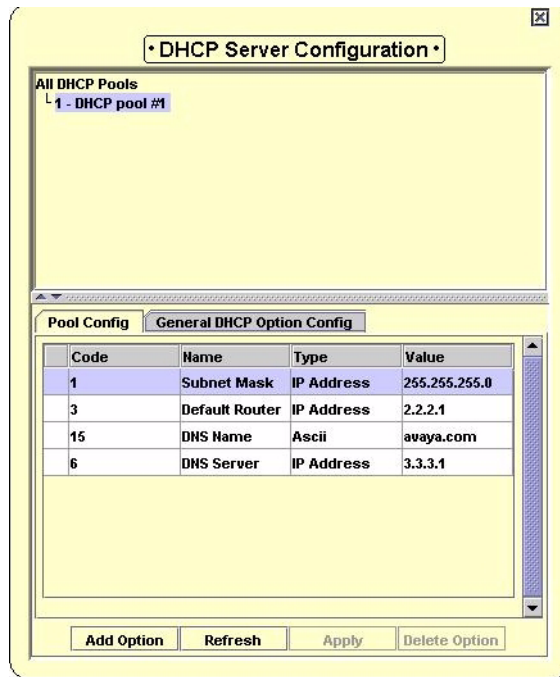 • DHCP Server Configuration •
All DHCP Pools
1 - DHCP pool #1
Pool Config General DHCP Option Config
Code Name Type Value
1 Subnet Mask IP Address 255.255.255.0
3 Default Router IP Address 2.2.2.1
15 DNS Name Ascii avaya.com
6 DNS Server IP Address 3.3.3.1
Add Option Refresh Apply Delete Option